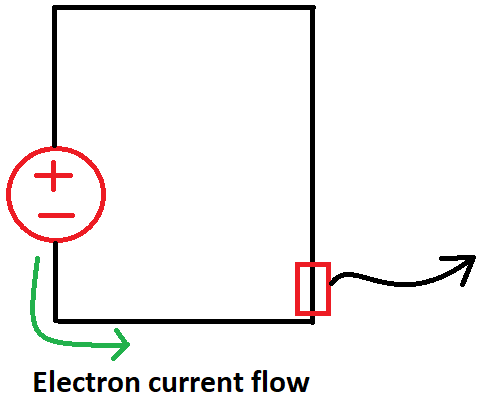 +
−
Electron current flow